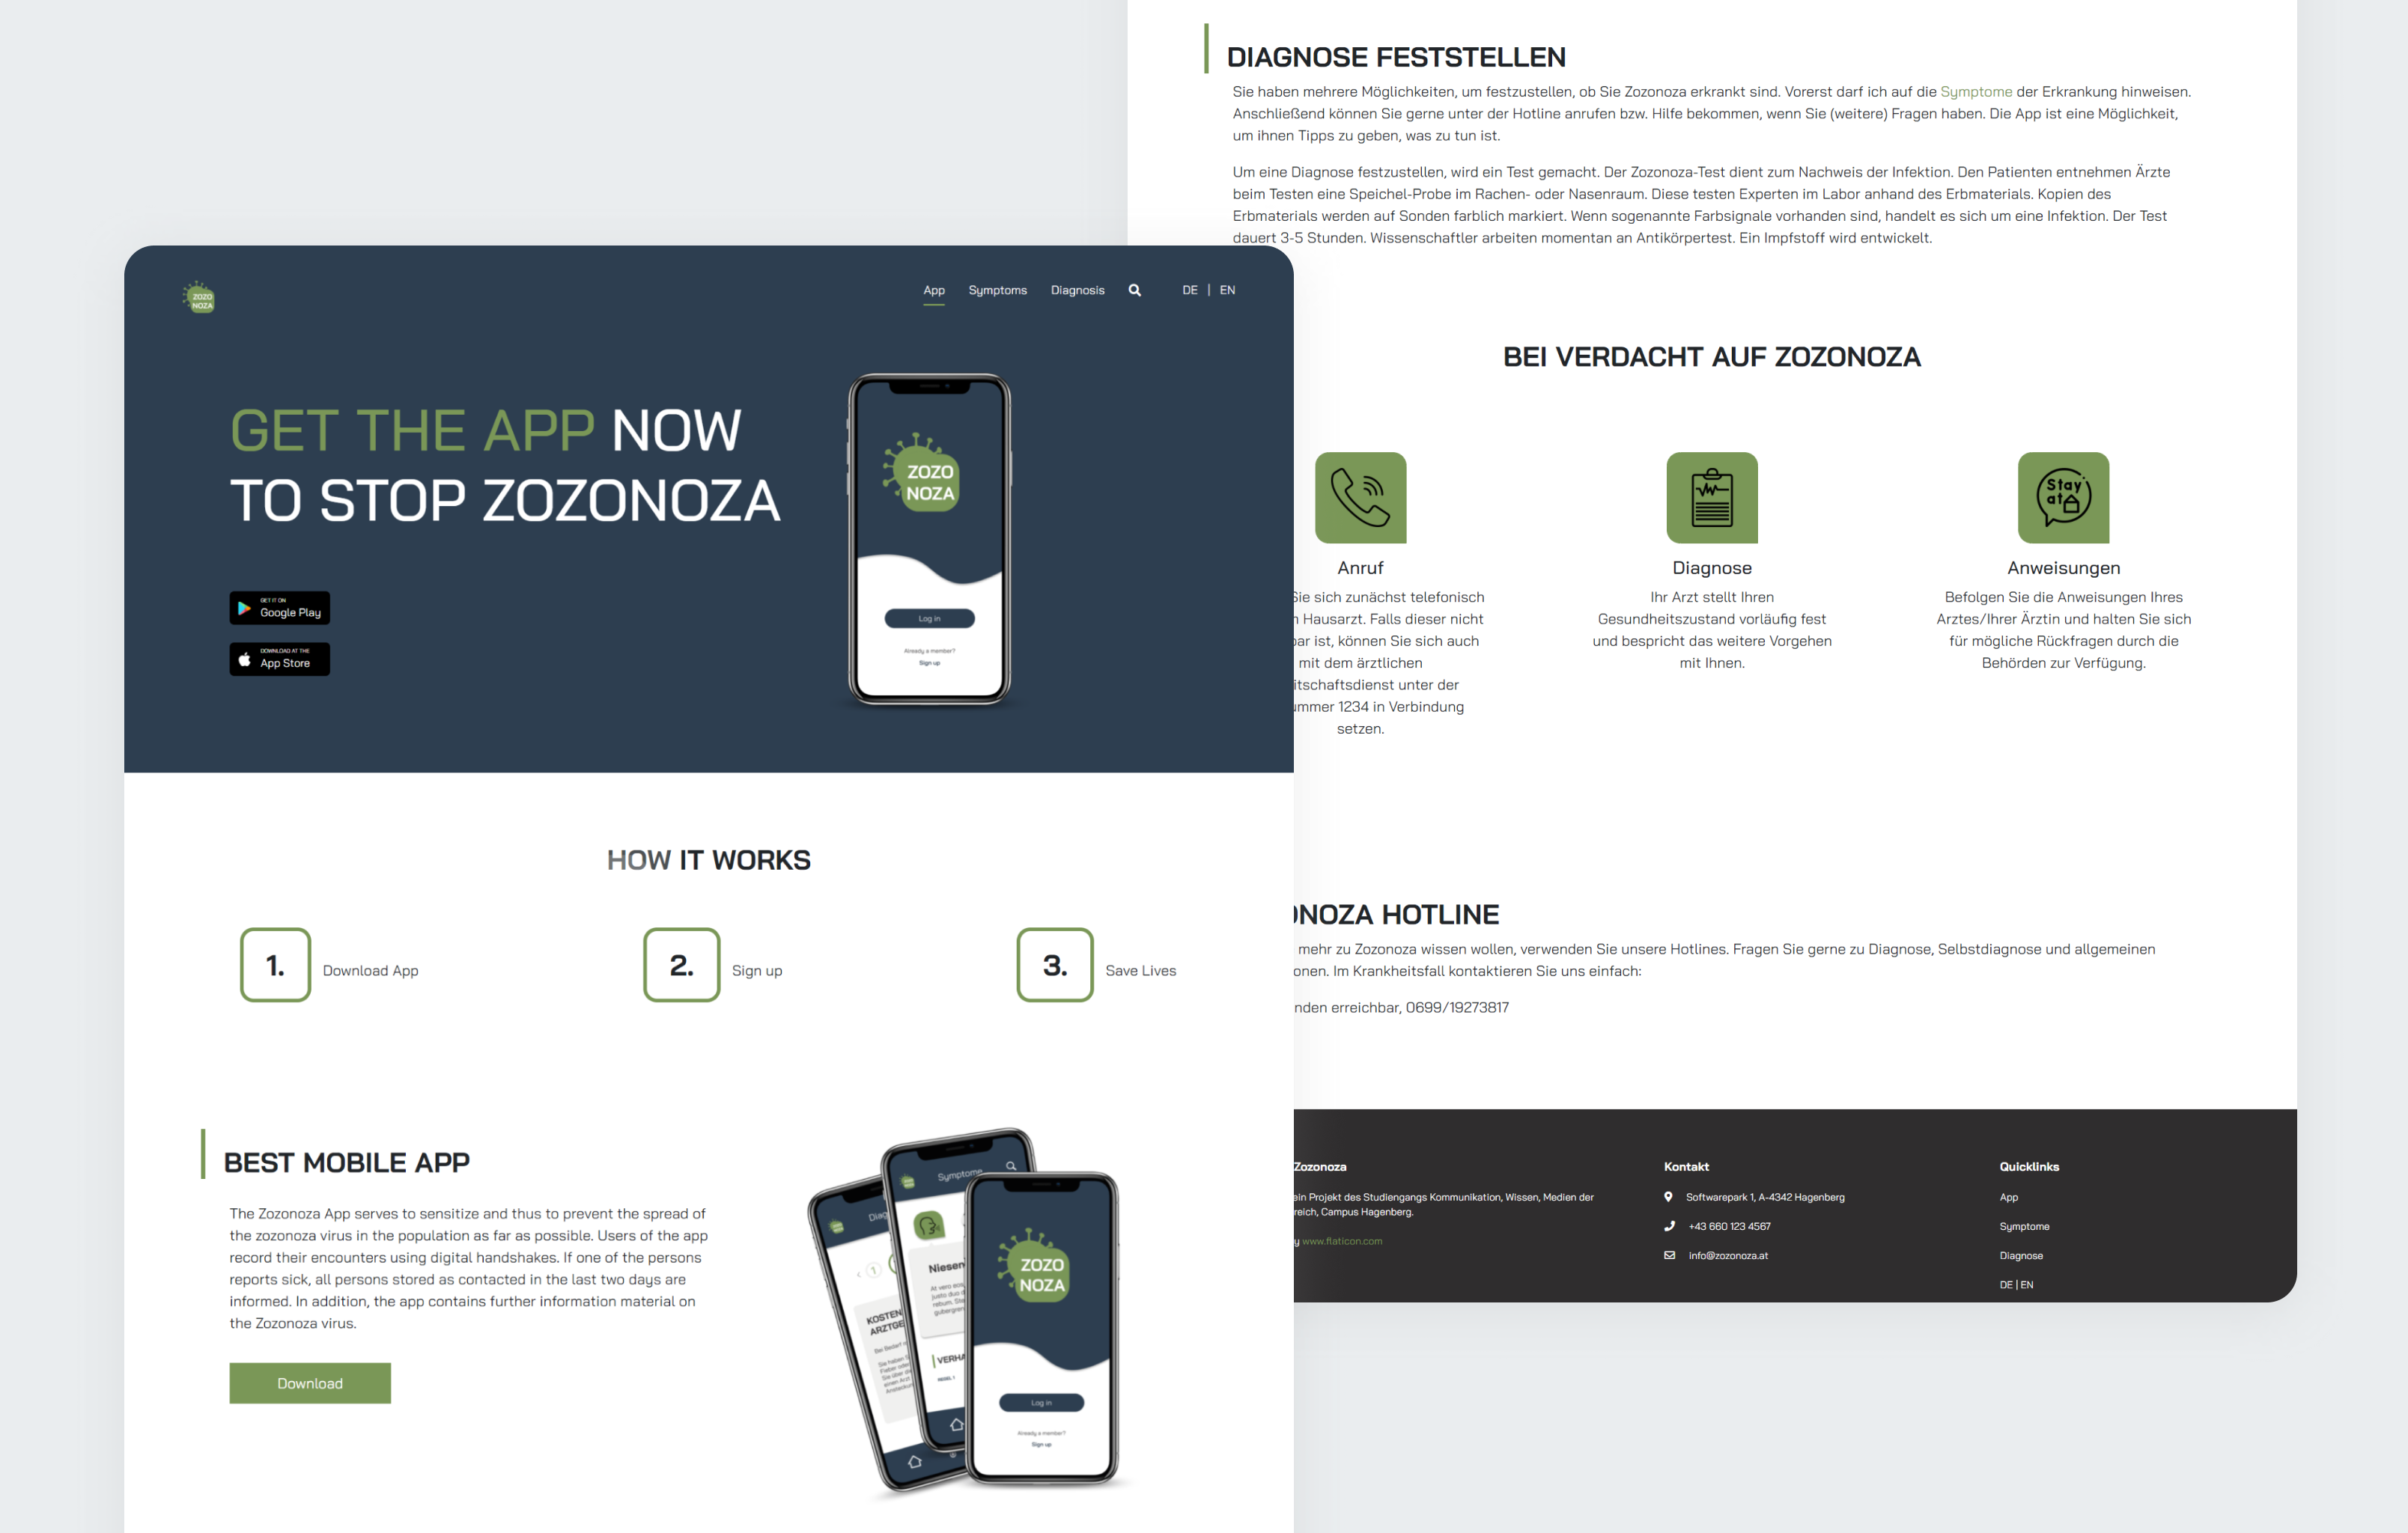 DIAGNOSE FESTSTELLEN
Sie haben mehrere Möglichkeiten, um festzustellen, ob Sie Zozonoza erkrankt sind. Vorerst darf ich auf die Symptome der Erkrankung hinweisen.
Anschließend können Sie gerne unter der Hotline anrufen bzw. Hilfe bekommen, wenn Sie (weitere) Fragen haben. Die App ist eine Möglichkeit,
um ihnen Tipps zu geben, was zu tun ist.
Um eine Diagnose festzustellen, wird ein Test gemacht. Der Zozonoza-Test dient zum Nachweis der Infektion. Den Patienten entnehmen Ärzte
beim Testen eine Speichel-Probe im Rachen- oder Nasenraum. Diese testen Experten im Labor anhand des Erbmaterials. Kopien des
Erbmaterials werden auf Sonden farblich markiert. Wenn sogenannte Farbsignale vorhanden sind, handelt es sich um eine Infektion. Der Test
dauert 3-5 Stunden. Wissenschaftler arbeiten momentan an Antikörpertest. Ein Impfstoff wird entwickelt.
BEI VERDACHT AUF ZOZONOZA
Stay
at
Anruf
Sie sich zunächst telefonisch
Hausarzt. Falls dieser nicht
bar ist, können Sie sich auch
mit dem ärztlichen
itschaftsdienst unter der
ummer 1234 in Verbindung
setzen.
Diagnose
Ihr Arzt stellt Ihren
Gesundheitszustand vorläufig fest
und bespricht das weitere Vorgehen
mit Ihnen.
Anweisungen
Befolgen Sie die Anweisungen Ihres
Arztes/Ihrer Ärztin und halten Sie sich
für mögliche Rückfragen durch die
Behörden zur Verfügung.
NOZA HOTLINE
mehr zu Zozonoza wissen wollen, verwenden Sie unsere Hotlines. Fragen Sie gerne zu Diagnose, Selbstdiagnose und allgemeinen
onen. Im Krankheitsfall kontaktieren Sie uns einfach:
nden erreichbar, 0699/19273817
Zozonoza
ein Projekt des Studiengangs Kommunikation, Wissen, Medien der
reich, Campus Hagenberg.
y www.flaticon.com
Kontakt
Softwarepark 1, A-4342 Hagenberg
+43 660 123 4567
info@zozonoza.at
Quicklinks
App
Symptome
Diagnose
DE | EN
ZOZO
NOZA
App Symptoms Diagnosis DE | EN
GET THE APP NOW
TO STOP ZOZONOZA
GET IT ON
Google Play
DOWNLOAD AT THE
App Store
ZOZO
NOZA
Log in
Already a member?
Sign up
HOW IT WORKS
1. Download App
2. Sign up
3. Save Lives
BEST MOBILE APP
The Zozonoza App serves to sensitize and thus to prevent the spread of
the zozonoza virus in the population as far as possible. Users of the app
record their encounters using digital handshakes. If one of the persons
reports sick, all persons stored as contacted in the last two days are
informed. In addition, the app contains further information material on
the Zozonoza virus.
Download
Diag
1
KOSTEN
ARZTGE
Symptome
Niesen
At vero
justo duo
rebum.
VERHA
REGEL 1
ZOZO
NOZA
Log in
Already a member?
Sign up